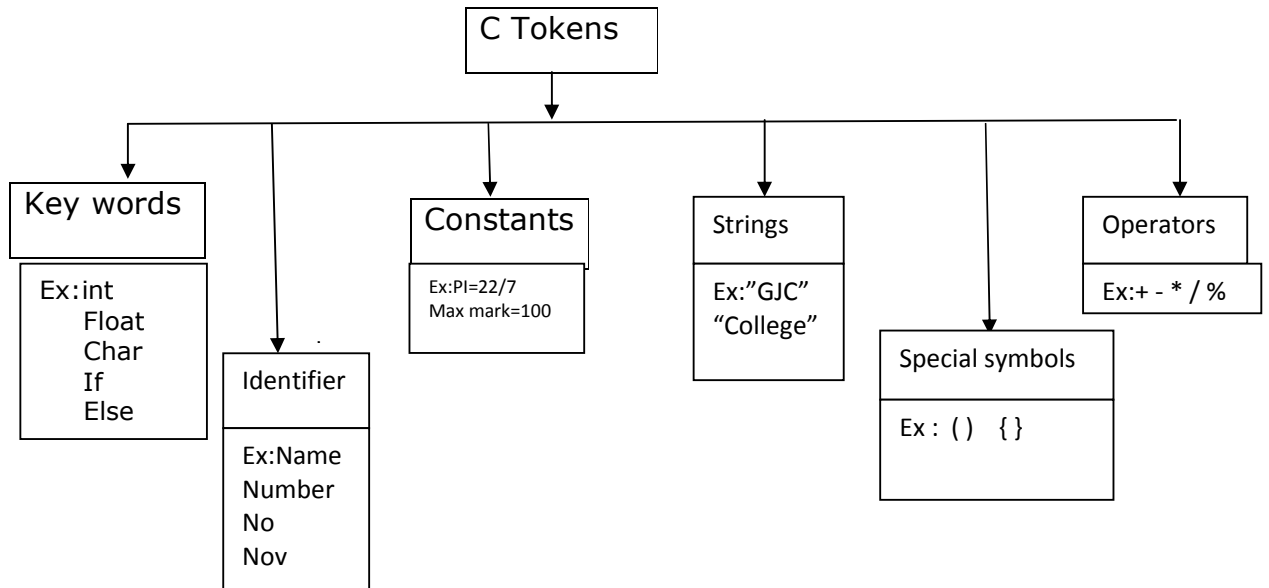 C Tokens
Key words
Ex:int
Float
Char
If
Else
Identifier
Ex:Name
Number
No
Nov
Constants
Ex:PI=22/7
Max mark=100
Strings
Ex:”GJC”
“College”
Special symbols
Ex : ( ) { }
Operators
Ex:+ - * / %